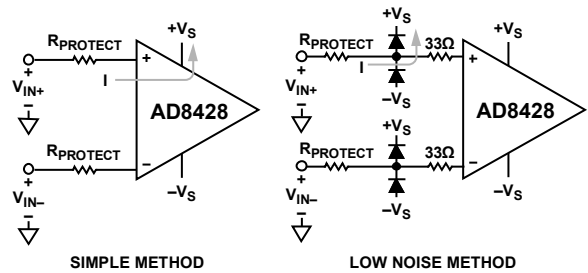 +VS
RPROTECT
+
VIN+
–
I
+
AD8428
RPROTECT
+
VIN–
–
–
–VS
SIMPLE METHOD
+VS
RPROTECT
33Ω
+
VIN+
–
I
–VS
+VS
+
AD8428
+VS
RPROTECT
33Ω
+
VIN–
–
–
–VS
–VS
LOW NOISE METHOD